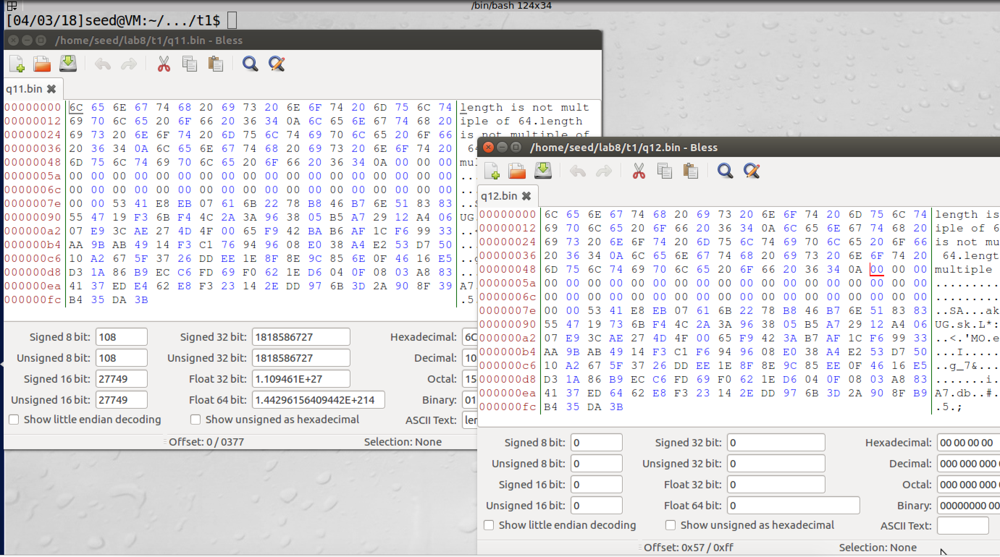 /bin/bash 124x34
[04/03/18]seed@VM:~/.../t1$
/home/seed/lab8/t1/q11.bin - Bless
q11.bin
00000000 6C 65 6E 67 74 68 20 69 73 20 6E 6F 74 20 6D 75 6C 74 length is not mult
00000012 69 70 6C 65 20 6F 66 20 36 34 0A 6C 65 6E 67 74 68 20 iple of 64.length
00000024 69 73 20 6E 6F 74 20 6D 75 6C 74 69 70 6C 65 20 6F 66 is not multiple of
00000036 20 36 34 0A 6C 65 6E 67 74 68 20 69 73 20 6E 6F 74 20 6
00000048 6D 75 6C 74 69 70 6C 65 20 6F 66 20 36 34 0A 00 00 00 mul
0000005a 00 00 00 00 00 00 00 00 00 00 00 00 00 00 00 00 00 00 ..
0000006c 00 00 00 00 00 00 00 00 00 00 00 00 00 00 00 00 00 00 ..
0000007e 00 00 53 41 E8 EB 07 61 6B 22 78 B8 46 B7 6E 51 83 83 ..S
00000090 55 47 19 F3 6B F4 4C 2A 3A 96 38 05 B5 A7 29 12 A4 06 UG.
000000a2 07 E9 3C AE 27 4D 4F 00 65 F9 42 BA B6 AF 1C F6 99 33 ..<
000000b4 AA 9B AB 49 14 F3 C1 76 94 96 08 E0 38 A4 E2 53 D7 50 ...
000000c6 10 A2 67 5F 37 26 DD EE 1E 8F 8E 9C 85 6E 0F 46 16 E5 ..g
000000d8 D3 1A 86 B9 EC C6 FD 69 F0 62 1E D6 04 0F 08 03 A8 83 ...
000000ea 41 37 ED E4 62 E8 F3 23 14 2E DD 97 6B 3D 2A 90 8F 39 A7.
000000fc B4 35 DA 3B .5.
Signed 8 bit: 108 Signed 32 bit: 1818586727 Hexadecimal: 6C
Unsigned 8 bit: 108 Unsigned 32 bit: 1818586727 Decimal: 10
Signed 16 bit: 27749 Float 32 bit: 1.109461E+27 Octal: 15
Unsigned 16 bit: 27749 Float 64 bit: 1.44296156409442E+214 Binary: 01
Show little endian decoding Show unsigned as hexadecimal ASCII Text: len
Offset: 0 / 0377 Selection: None
/home/seed/lab8/t1/q12.bin - Bless
q12.bin
00000000 6C 65 6E 67 74 68 20 69 73 20 6E 6F 74 20 6D 75 6C 74 length is
00000012 69 70 6C 65 20 6F 66 20 36 34 0A 6C 65 6E 67 74 68 20 iple of 6
00000024 69 73 20 6E 6F 74 20 6D 75 6C 74 69 70 6C 65 20 6F 66 is not mu
00000036 20 36 34 0A 6C 65 6E 67 74 68 20 69 73 20 6E 6F 74 20 64.lengt
00000048 6D 75 6C 74 69 70 6C 65 20 6F 66 20 36 34 0A 00 00 00 multiple
0000005a 00 00 00 00 00 00 00 00 00 00 00 00 00 00 00 00 00 00 .........
0000006c 00 00 00 00 00 00 00 00 00 00 00 00 00 00 00 00 00 00 .........
0000007e 00 00 53 41 E8 EB 07 61 6B 22 78 B8 46 B7 6E 51 83 83 ..SA...ak
00000090 55 47 19 73 6B F4 4C 2A 3A 96 38 05 B5 A7 29 12 A4 06 UG.sk.L*:
000000a2 07 E9 3C AE 27 4D 4F 00 65 F9 42 3A B7 AF 1C F6 99 33 ..<.'MO.e
000000b4 AA 9B AB 49 14 F3 C1 F6 94 96 08 E0 38 A4 E2 53 D7 50 ...I.....
000000c6 10 A2 67 5F 37 26 DD EE 1E 8F 8E 9C 85 EE 0F 46 16 E5 ..g_7&...
000000d8 D3 1A 86 B9 EC C6 FD 69 F0 62 1E D6 04 0F 08 03 A8 83 .......i.
000000ea 41 37 ED 64 62 E8 F3 23 14 2E DD 97 6B 3D 2A 90 8F B9 A7.db..#.
000000fc B4 35 DA 3B .5.;
Signed 8 bit: 0 Signed 32 bit: 0 Hexadecimal: 00 00 00 00
Unsigned 8 bit: 0 Unsigned 32 bit: 0 Decimal: 000 000 000
Signed 16 bit: 0 Float 32 bit: 0 Octal: 000 000 000
Unsigned 16 bit: 0 Float 64 bit: 0 Binary: 00000000 00
Show little endian decoding Show unsigned as hexadecimal ASCII Text:
Offset: 0x57 / 0xff Selection: None